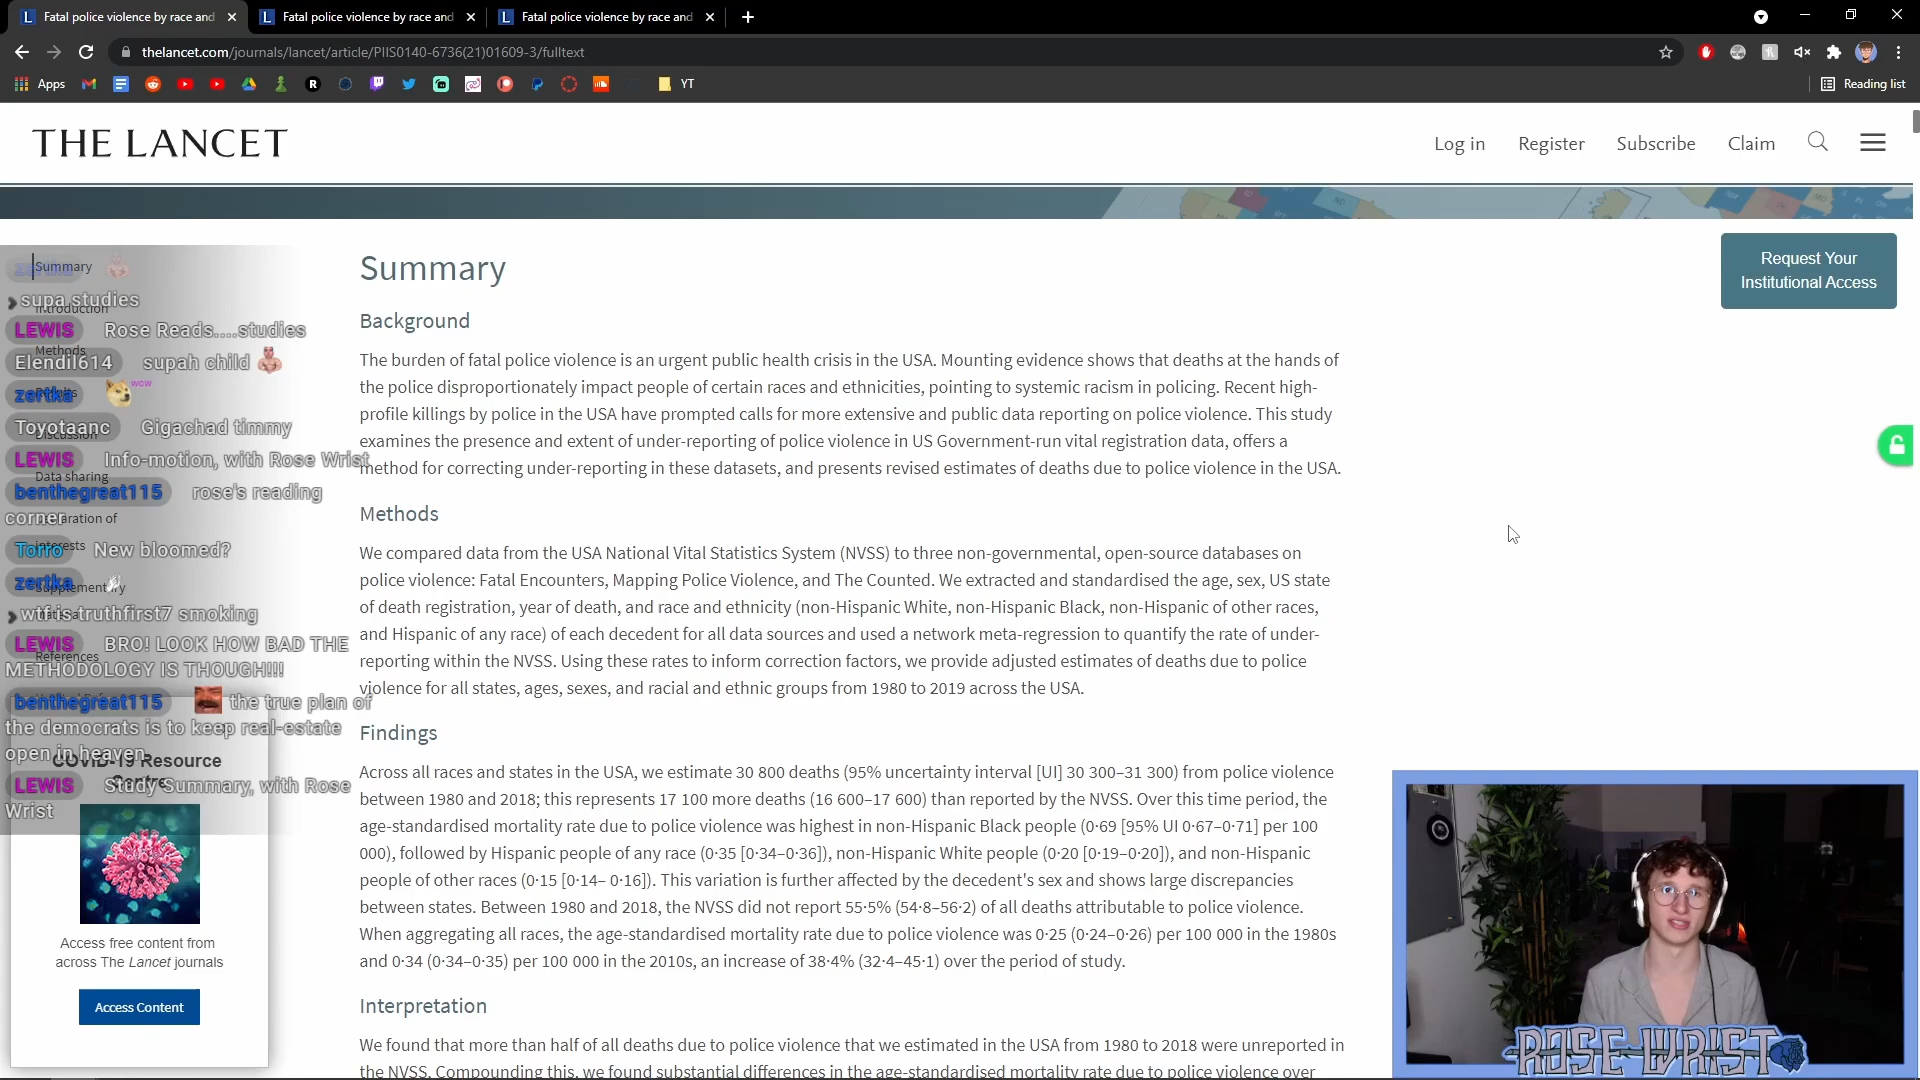 Fatal police violence by race and
Fatal police violence by race and
Fatal police violence by race and
thelancet.com/journals/lancet/article/PIIS0140-6736(21)01609-3/fulltext
Apps
YT
Reading list
THE LANCET
Log in
Register
Subscribe
Claim
Request Your
Institutional Access
Summary
supa studies
Introduction
LEWIS Rose Reads....studies
Methods
Elendil614 supah child
zertka wow
Toyotaanc Gigachad timmy
Discussion
LEWIS Info-motion, with Rose Wrist
Data sharing
benthegreat115 rose's reading
corner
Torro New bloomed?
interests
zertka
Supplementary
wtf is truthfirst7 smoking
LEWIS BRO! LOOK HOW BAD THE
References
METHODOLOGY IS THOUGH!!!
benthegreat115 the true plan of
the democrats is to keep real-estate
open in heaven
COVID-19 Resource
Centre
LEWIS Study Summary, with Rose
Wrist
Access free content from
across The Lancet journals
Access Content
Summary
Background
The burden of fatal police violence is an urgent public health crisis in the USA. Mounting evidence shows that deaths at the hands of
the police disproportionately impact people of certain races and ethnicities, pointing to systemic racism in policing. Recent high-
profile killings by police in the USA have prompted calls for more extensive and public data reporting on police violence. This study
examines the presence and extent of under-reporting of police violence in US Government-run vital registration data, offers a
method for correcting under-reporting in these datasets, and presents revised estimates of deaths due to police violence in the USA.
Methods
We compared data from the USA National Vital Statistics System (NVSS) to three non-governmental, open-source databases on
police violence: Fatal Encounters, Mapping Police Violence, and The Counted. We extracted and standardised the age, sex, US state
of death registration, year of death, and race and ethnicity (non-Hispanic White, non-Hispanic Black, non-Hispanic of other races,
and Hispanic of any race) of each decedent for all data sources and used a network meta-regression to quantify the rate of under-
reporting within the NVSS. Using these rates to inform correction factors, we provide adjusted estimates of deaths due to police
violence for all states, ages, sexes, and racial and ethnic groups from 1980 to 2019 across the USA.
Findings
Across all races and states in the USA, we estimate 30 800 deaths (95% uncertainty interval [UI] 30 300–31 300) from police violence
between 1980 and 2018; this represents 17 100 more deaths (16 600–17 600) than reported by the NVSS. Over this time period, the
age-standardised mortality rate due to police violence was highest in non-Hispanic Black people (0·69 [95% UI 0·67–0·71] per 100
000), followed by Hispanic people of any race (0·35 [0·34–0·36]), non-Hispanic White people (0·20 [0·19–0·20]), and non-Hispanic
people of other races (0·15 [0·14– 0·16]). This variation is further affected by the decedent's sex and shows large discrepancies
between states. Between 1980 and 2018, the NVSS did not report 55·5% (54·8–56·2) of all deaths attributable to police violence.
When aggregating all races, the age-standardised mortality rate due to police violence was 0·25 (0·24–0·26) per 100 000 in the 1980s
and 0·34 (0·34–0·35) per 100 000 in the 2010s, an increase of 38·4% (32·4–45·1) over the period of study.
Interpretation
We found that more than half of all deaths due to police violence that we estimated in the USA from 1980 to 2018 were unreported in
the NVSS. Compounding this, we found substantial differences in the age-standardised mortality rate due to police violence over
ROSE WRIST